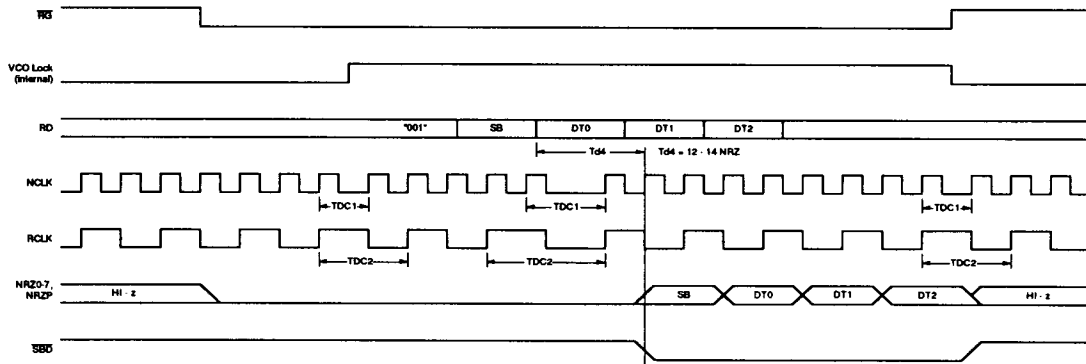 RG
VCO Lock
(internal)
RD "001" SB DT0 DT1 DT2
Td4 Td4 = 12 - 14 NRZ
NCLK
TDC1 TDC1 TDC1
RCLK
TDC2 TDC2 TDC2
NRZ0-7,
NRZP
HI - z SB DT0 DT1 DT2 HI - z
SBD